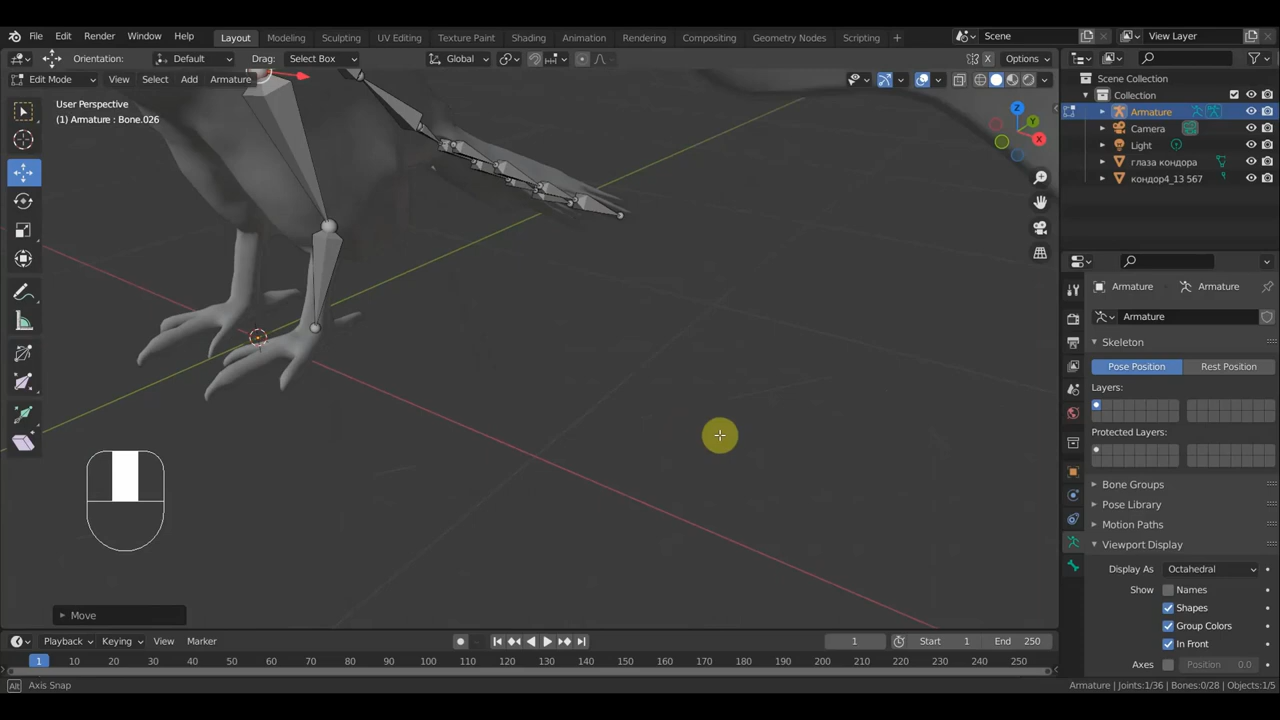 File Edit Render Window Help Layout Modeling Sculpting UV Editing Texture Paint Shading Animation Rendering Compositing Geometry Nodes Scripting + Scene View Layer
Orientation: Default Drag: Select Box Global Options
Edit Mode View Select Add Armature
User Perspective
(1) Armature : Bone.026
Z
Y
X
Scene Collection
Collection
Armature
Camera
Light
глаза кондора
кондор4_13 567
Armature Armature
Armature
Skeleton
Pose Position Rest Position
Layers:
Protected Layers:
Bone Groups
Pose Library
Motion Paths
Viewport Display
Display As Octahedral
Show Names
Shapes
Group Colors
In Front
Axes Position 0.0
Move
Playback Keying View Marker 1 Start 1 End 250
1 10 20 30 40 50 60 70 80 90 100 110 120 130 140 150 160 170 180 190 200 210 220 230 240 250
Alt Axis Snap Armature | Joints:1/36 | Bones:0/28 | Objects:1/5